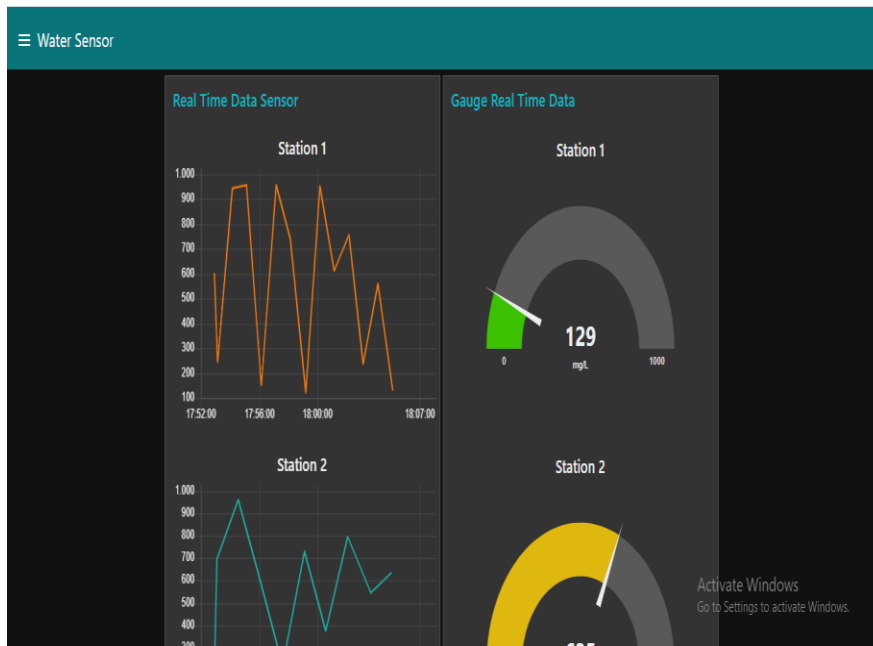 ☰ Water Sensor
Real Time Data Sensor
Station 1
1.000
900
800
700
600
500
400
300
200
100
17:52:00 17:56:00 18:00:00 18:07:00
Station 2
1.000
900
800
700
600
500
400
Gauge Real Time Data
Station 1
129
mg/L
0 1000
Station 2
Activate Windows
Go to Settings to activate Windows.